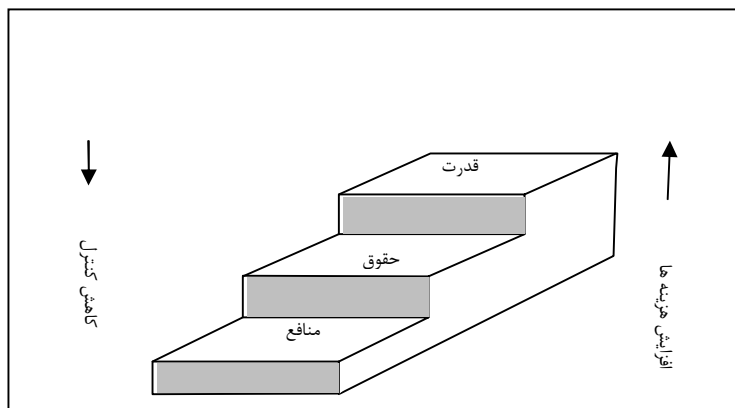 قدرت
حقوق
منافع
کاهش کنترل
افزایش هزینه ها